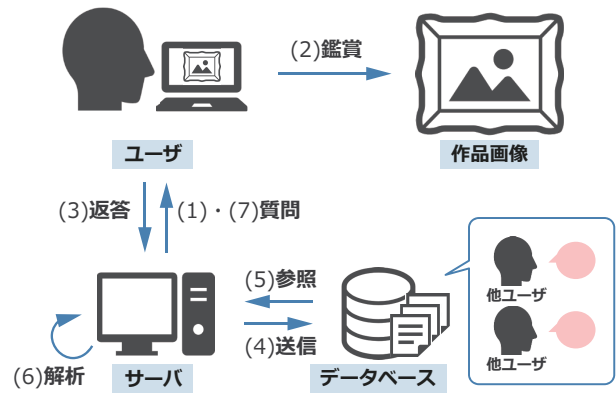 (2)鑑賞
ユーザ
作品画像
(3)返答
(1)・(7)質問
(5)参照
(4)送信
(6)解析
サーバ
データベース
他ユーザ
他ユーザ